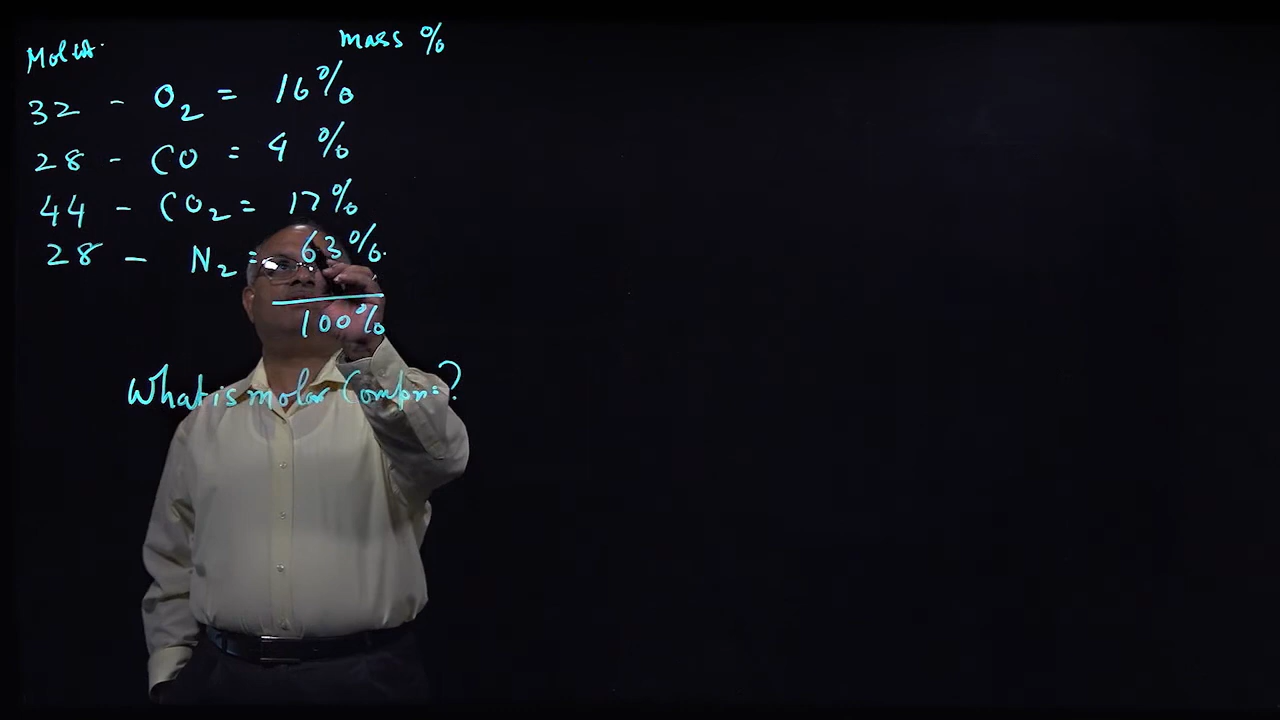 Mol wt. mass %
32 - O2 = 16%
28 - CO = 4 %
44 - CO2 = 17%
28 - N2 = 63%.
100%
What is molar Compn = ?